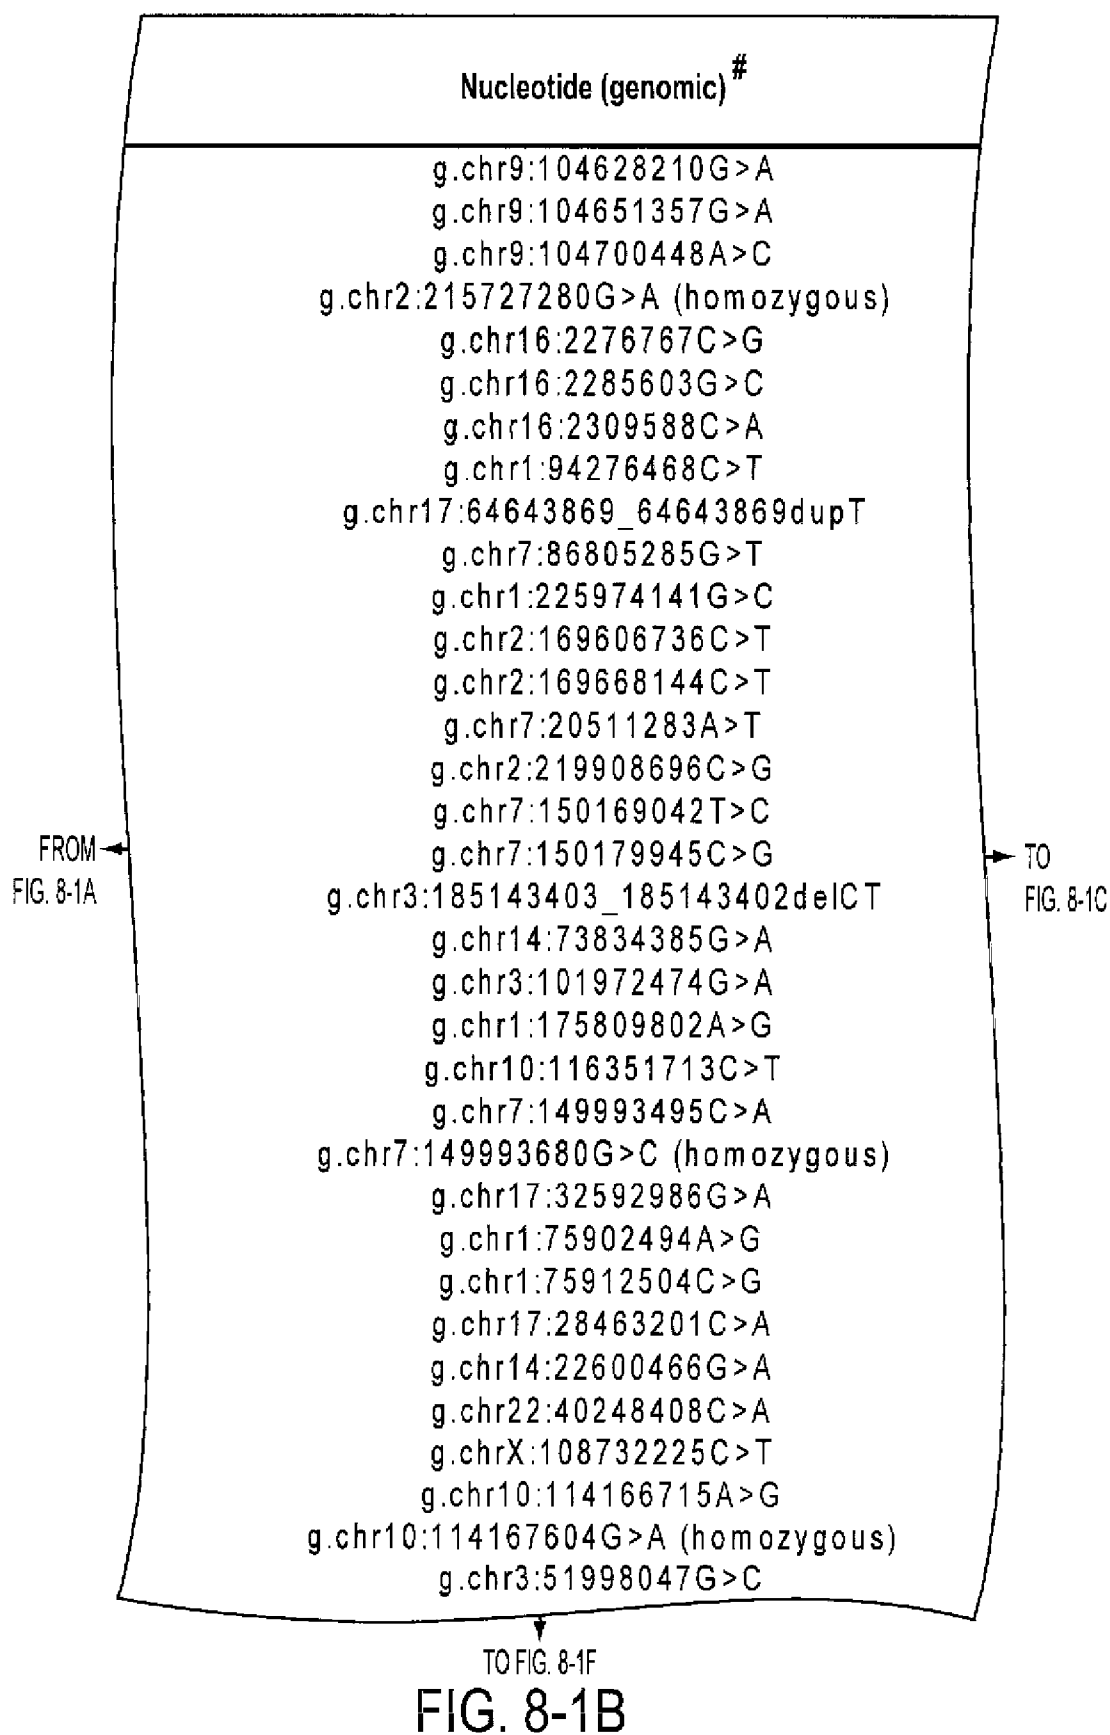 Nucleotide (genomic) #
g.chr9:104628210G>A
g.chr9:104651357G>A
g.chr9:104700448A>C
g.chr2:215727280G>A (homozygous)
g.chr16:2276767C>G
g.chr16:2285603G>C
g.chr16:2309588C>A
g.chr1:94276468C>T
g.chr17:64643869_64643869dupT
g.chr7:86805285G>T
g.chr1:225974141G>C
g.chr2:169606736C>T
g.chr2:169668144C>T
g.chr7:20511283A>T
g.chr2:219908696C>G
g.chr7:150169042T>C
g.chr7:150179945C>G
FROM
FIG. 8-1A
TO
FIG. 8-1C
g.chr3:185143403_185143402delCT
g.chr14:73834385G>A
g.chr3:101972474G>A
g.chr1:175809802A>G
g.chr10:116351713C>T
g.chr7:149993495C>A
g.chr7:149993680G>C (homozygous)
g.chr17:32592986G>A
g.chr1:75902494A>G
g.chr1:75912504C>G
g.chr17:28463201C>A
g.chr14:22600466G>A
g.chr22:40248408C>A
g.chrX:108732225C>T
g.chr10:114166715A>G
g.chr10:114167604G>A (homozygous)
g.chr3:51998047G>C
TO FIG. 8-1F
FIG. 8-1B